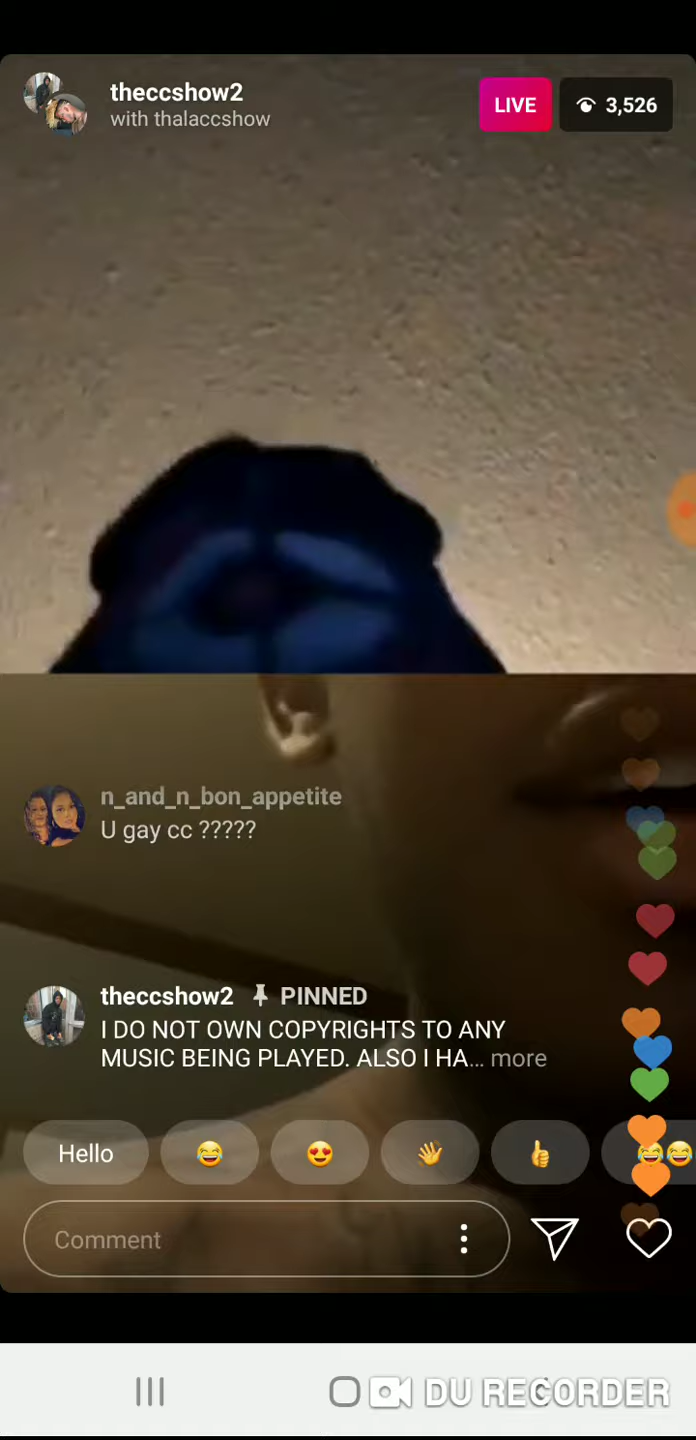 theccshow2
with thalaccshow
LIVE
3,526
n_and_n_bon_appetite
U gay cc ?????
theccshow2 PINNED
I DO NOT OWN COPYRIGHTS TO ANY
MUSIC BEING PLAYED. ALSO I HA... more
Hello
Comment
DU RECORDER